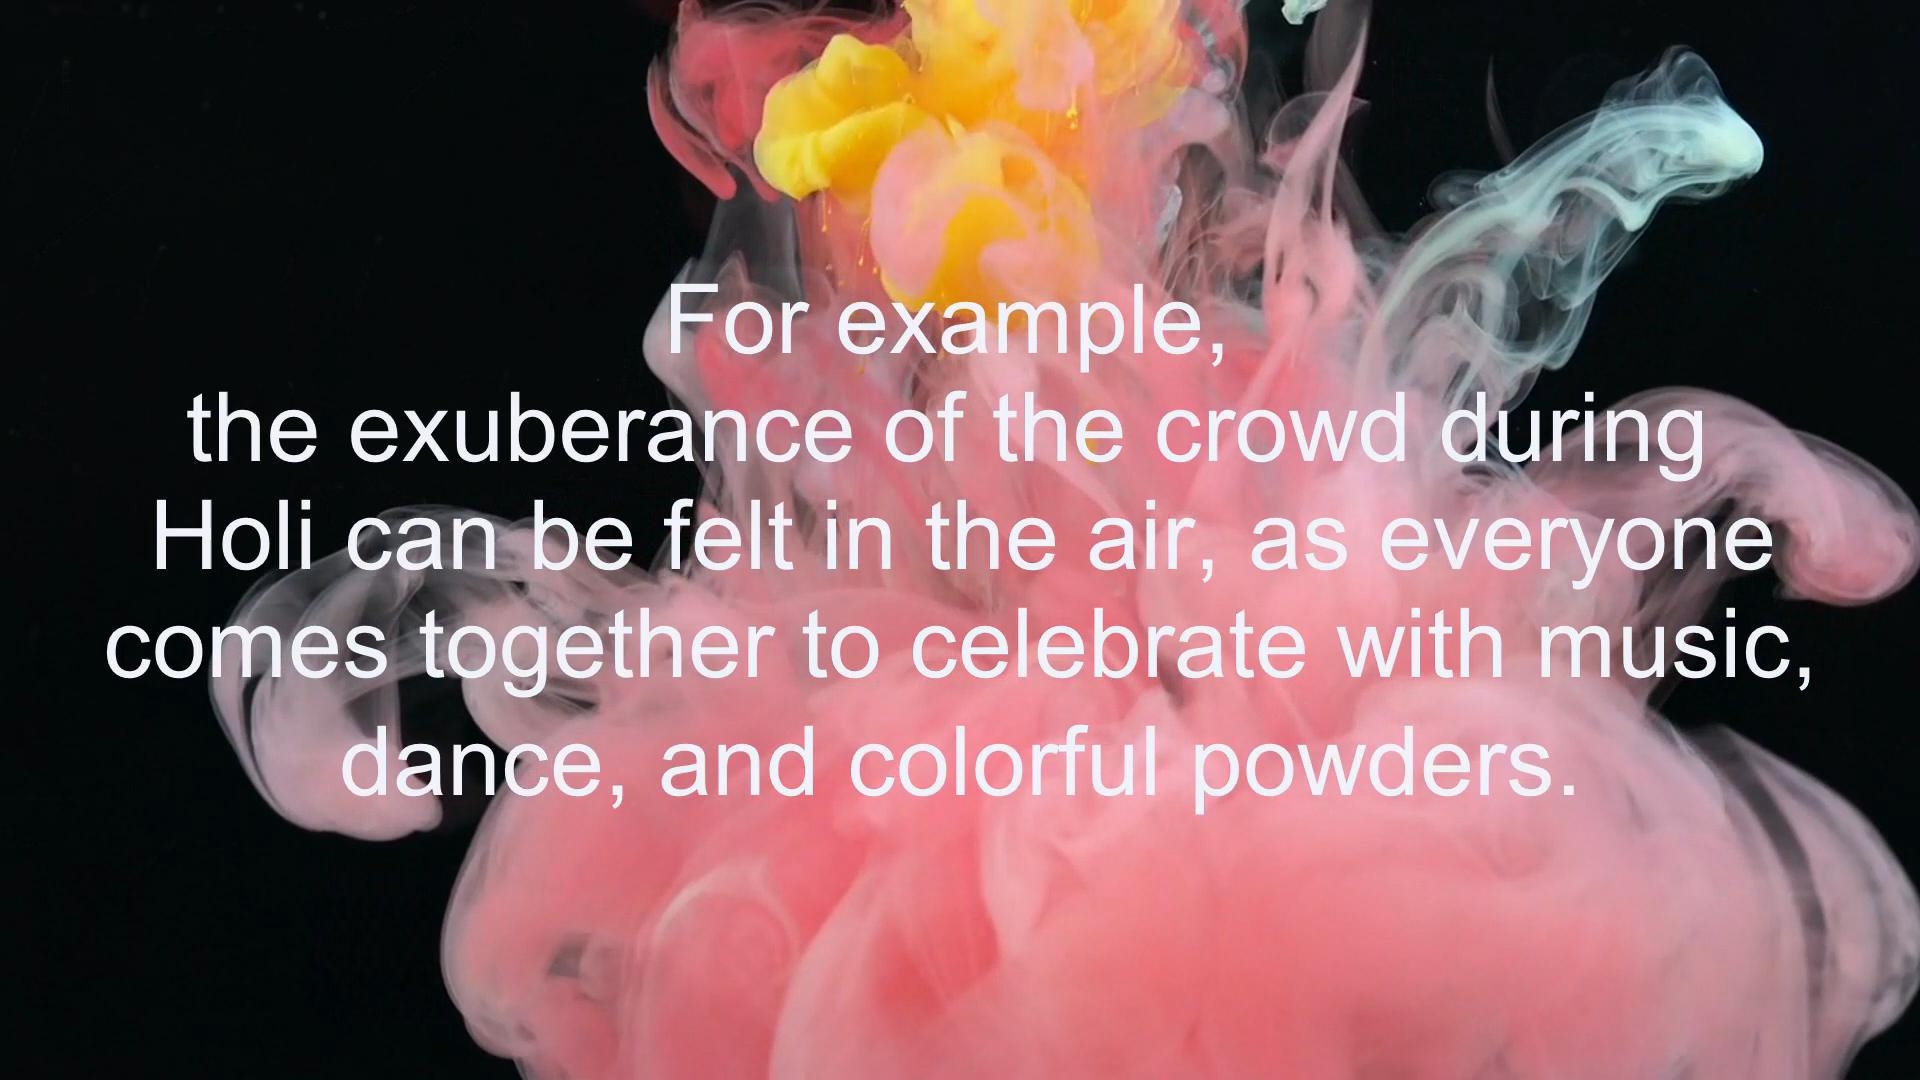 For example,
the exuberance of the crowd during
Holi can be felt in the air, as everyone
comes together to celebrate with music,
dance, and colorful powders.